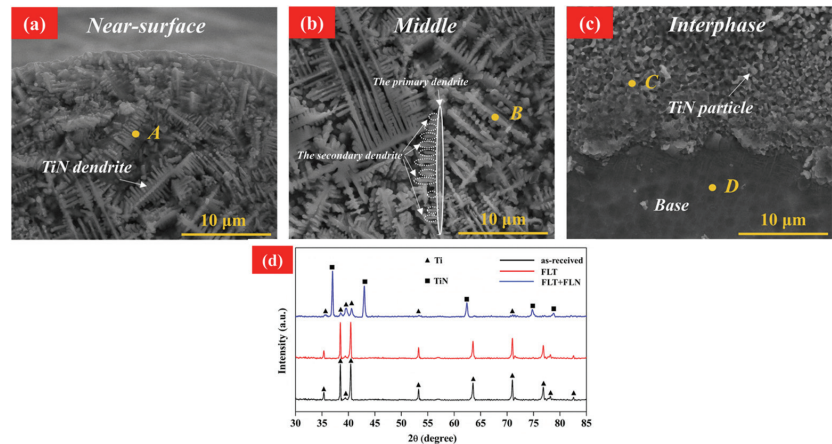 (a)
Near-surface
A
TiN dendrite
10 μm
(b)
Middle
The primary dendrite
B
The secondary dendrite
10 μm
(c)
Interphase
C
TiN particle
D
Base
10 μm
(d)
Ti
TiN
as-received
FLT
FLT+FLN
Intensity (a.u.)
30 35 40 45 50 55 60 65 70 75 80 85
2θ (degree)